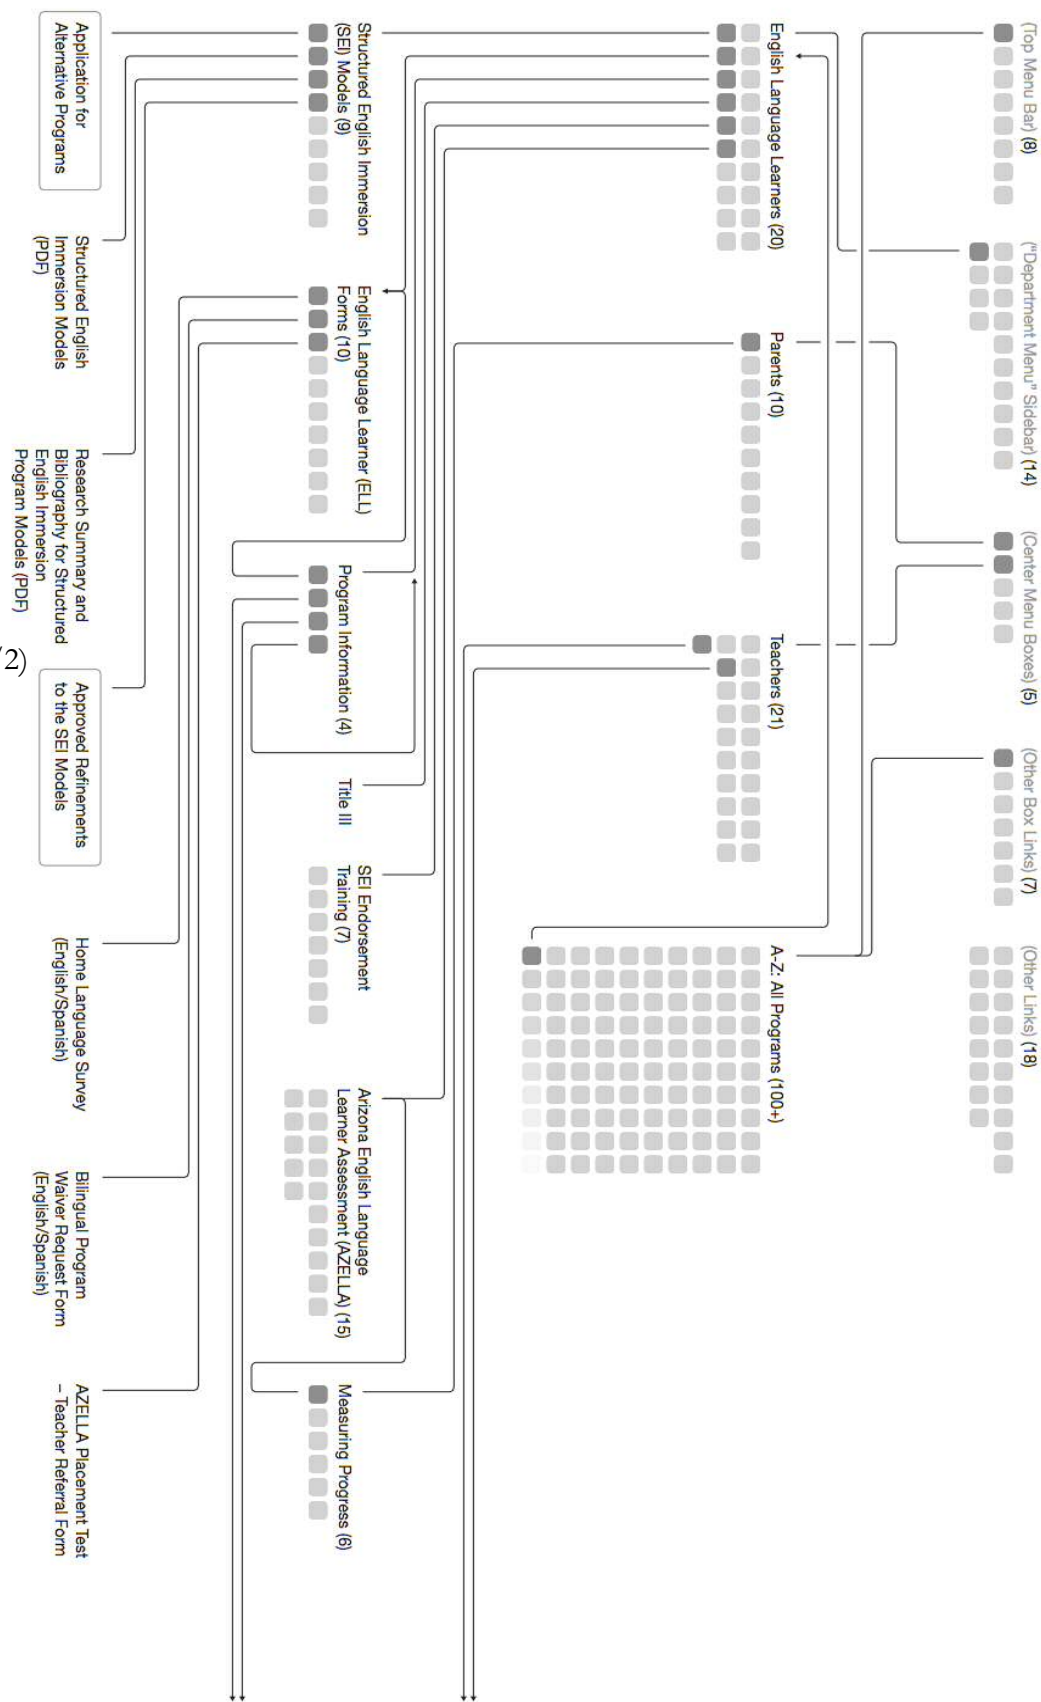 (Top Menu Bar) (8)
("Department Menu" Sidebar) (14)
(Center Menu Boxes) (5)
(Other Box Links) (7)
(Other Links) (18)
English Language Learners (20)
Parents (10)
Teachers (21)
A-Z: All Programs (100+)
Structured English Immersion
(SEI) Models (9)
English Language Learner (ELL)
Forms (10)
Program Information (4)
Title III
SEI Endorsement
Training (7)
Arizona English Language
Learner Assessment (AZELLA) (15)
Measuring Progress (6)
Application for
Alternative Programs
Structured English
Immersion Models
(PDF)
Research Summary and
Bibliography for Structured
English Immersion
Program Models (PDF)
Approved Refinements
to the SEI Models
Home Language Survey
(English/Spanish)
Bilingual Program
Waiver Request Form
(English/Spanish)
AZELLA Placement Test
– Teacher Referral Form
/2)